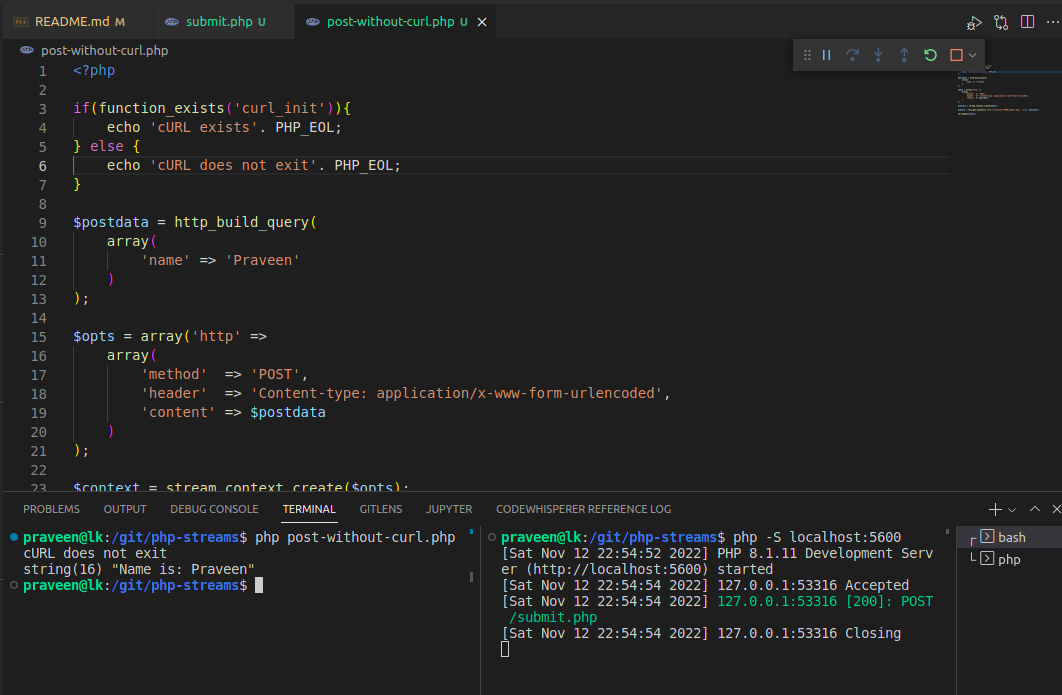 README.md M
submit.php U
post-without-curl.php U
post-without-curl.php
1 <?php
2
3 if(function_exists('curl_init')){
4 echo 'cURL exists'. PHP_EOL;
5 } else {
6 echo 'cURL does not exit'. PHP_EOL;
7 }
8
9 $postdata = http_build_query(
10 array(
11 'name' => 'Praveen'
12 )
13 );
14
15 $opts = array('http' =>
16 array(
17 'method' => 'POST',
18 'header' => 'Content-type: application/x-www-form-urlencoded',
19 'content' => $postdata
20 )
21 );
22
23 $context = stream_context_create($opts);
PROBLEMS OUTPUT DEBUG CONSOLE TERMINAL GITLENS JUPYTER CODEWHISPERER REFERENCE LOG
praveen@lk:/git/php-streams$ php post-without-curl.php
cURL does not exit
string(16) "Name is: Praveen"
praveen@lk:/git/php-streams$
praveen@lk:/git/php-streams$ php -S localhost:5600
[Sat Nov 12 22:54:52 2022] PHP 8.1.11 Development Serv
er (http://localhost:5600) started
[Sat Nov 12 22:54:54 2022] 127.0.0.1:53316 Accepted
[Sat Nov 12 22:54:54 2022] 127.0.0.1:53316 [200]: POST
/submit.php
[Sat Nov 12 22:54:54 2022] 127.0.0.1:53316 Closing
bash
php